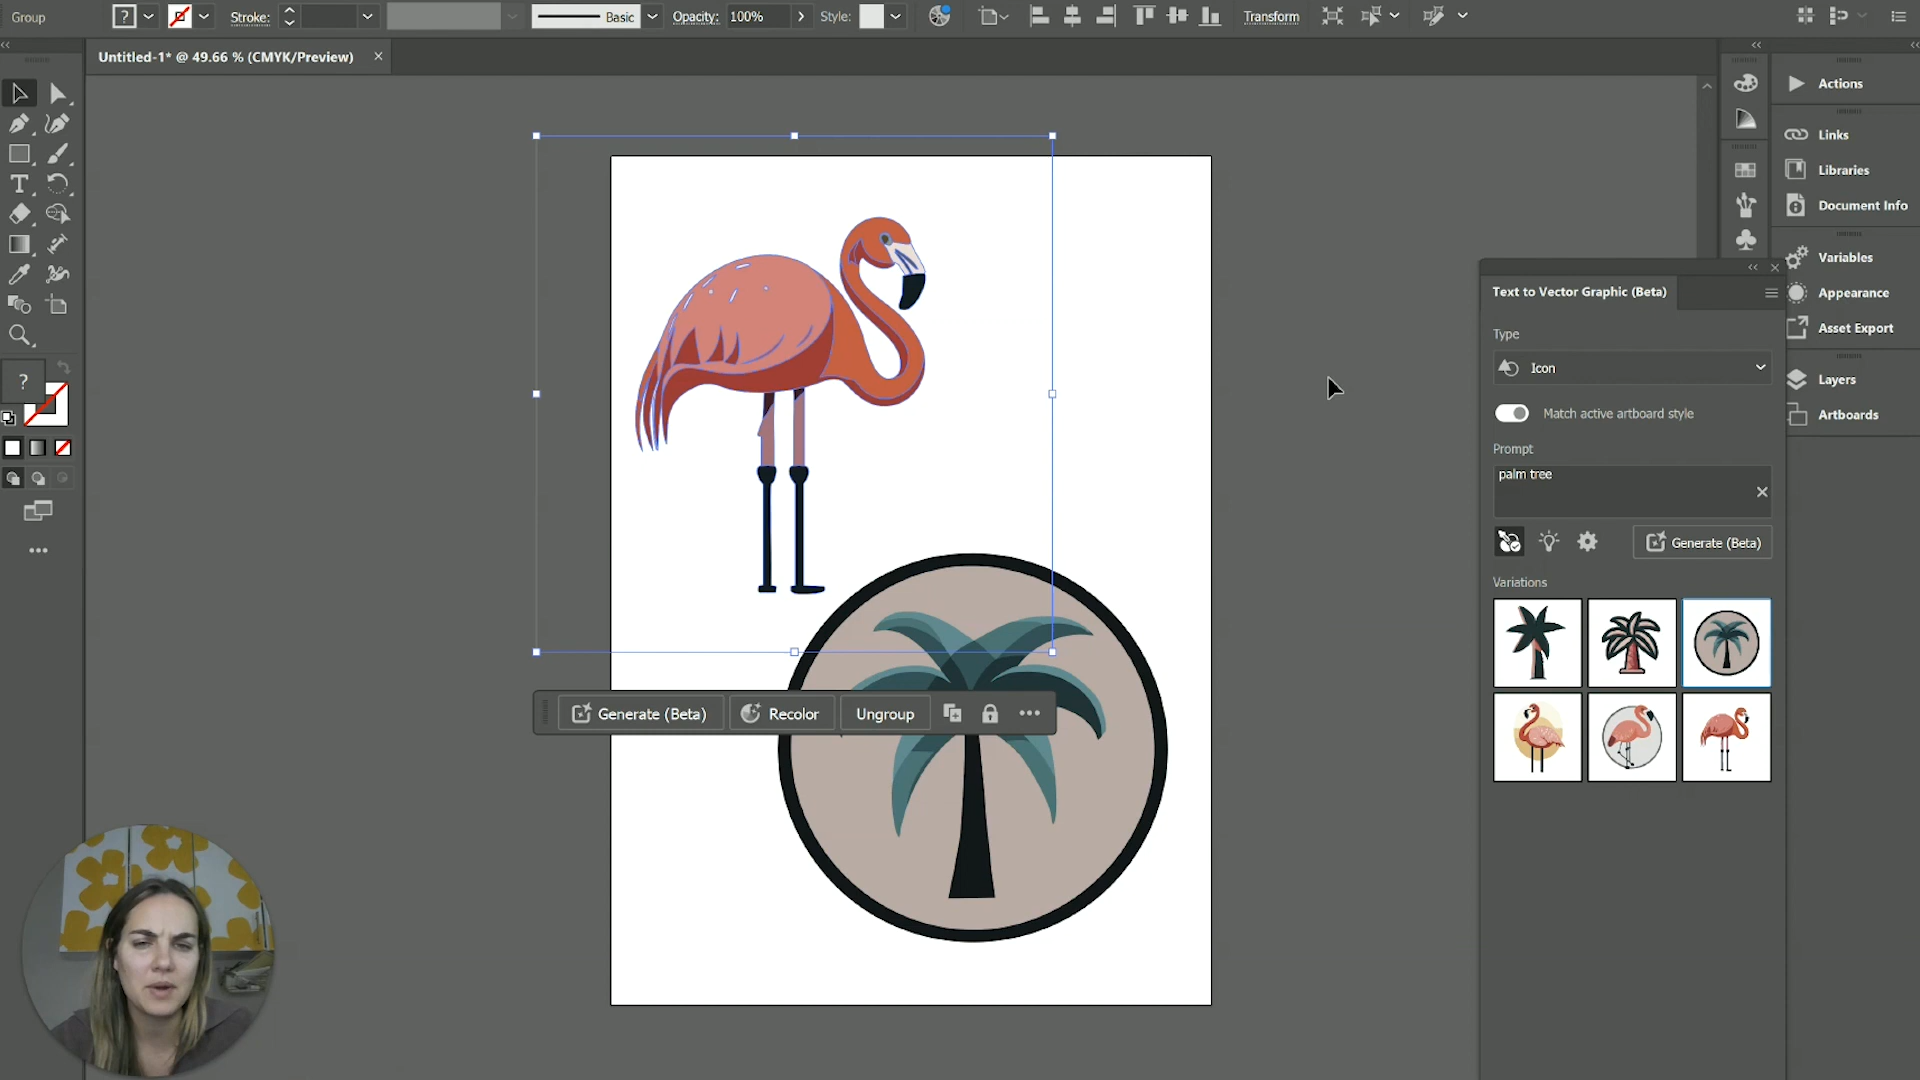 Group
?
Stroke:
Basic
Opacity:
100%
Style:
Transform
Untitled-1* @ 49.66 % (CMYK/Preview)
Actions
Links
Libraries
Document Info
Variables
Appearance
Asset Export
Layers
Artboards
Text to Vector Graphic (Beta)
Type
Icon
Match active artboard style
Prompt
palm tree
Generate (Beta)
Variations
?
Generate (Beta)
Recolor
Ungroup